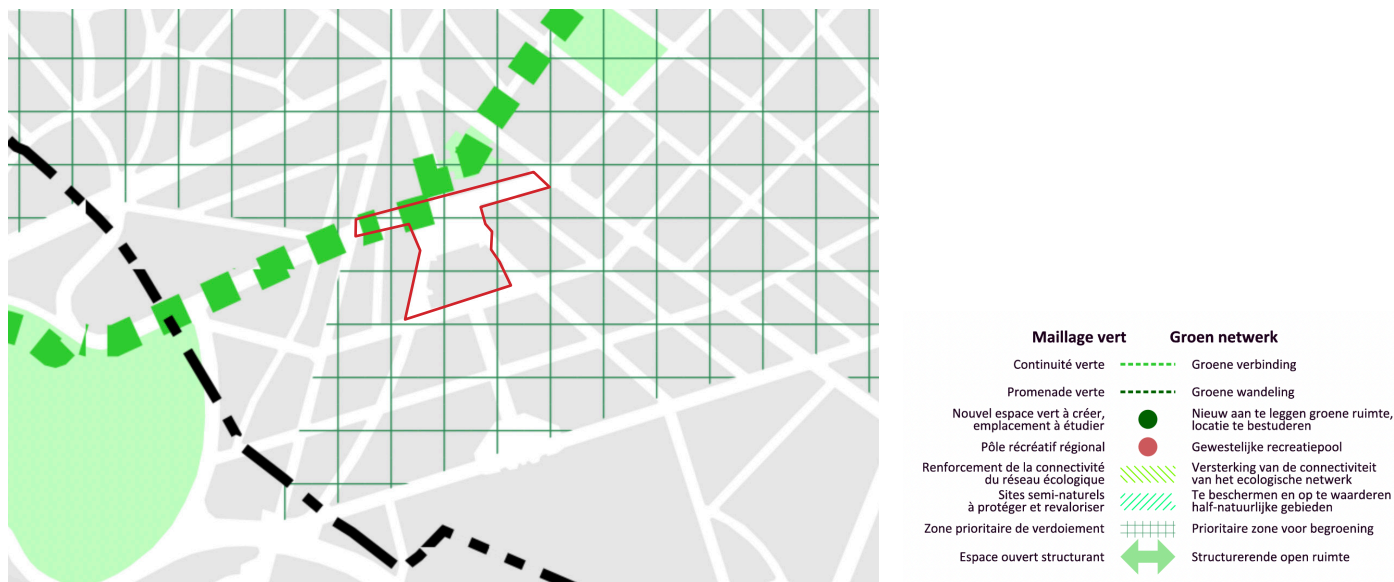 Maillage vert Groen netwerk
Continuité verte Groene verbinding
Promenade verte Groene wandeling
Nouvel espace vert à créer, Nieuw aan te leggen groene ruimte,
emplacement à étudier locatie te bestuderen
Pôle récréatif régional Gewestelijke recreatiepool
Renforcement de la connectivité Versterking van de connectiviteit
du réseau écologique van het ecologische netwerk
Sites semi-naturels Te beschermen en op te waarderen
à protéger et revaloriser half-natuurlijke gebieden
Zone prioritaire de verdoiement Prioritaire zone voor begroening
Espace ouvert structurant Structurerende open ruimte